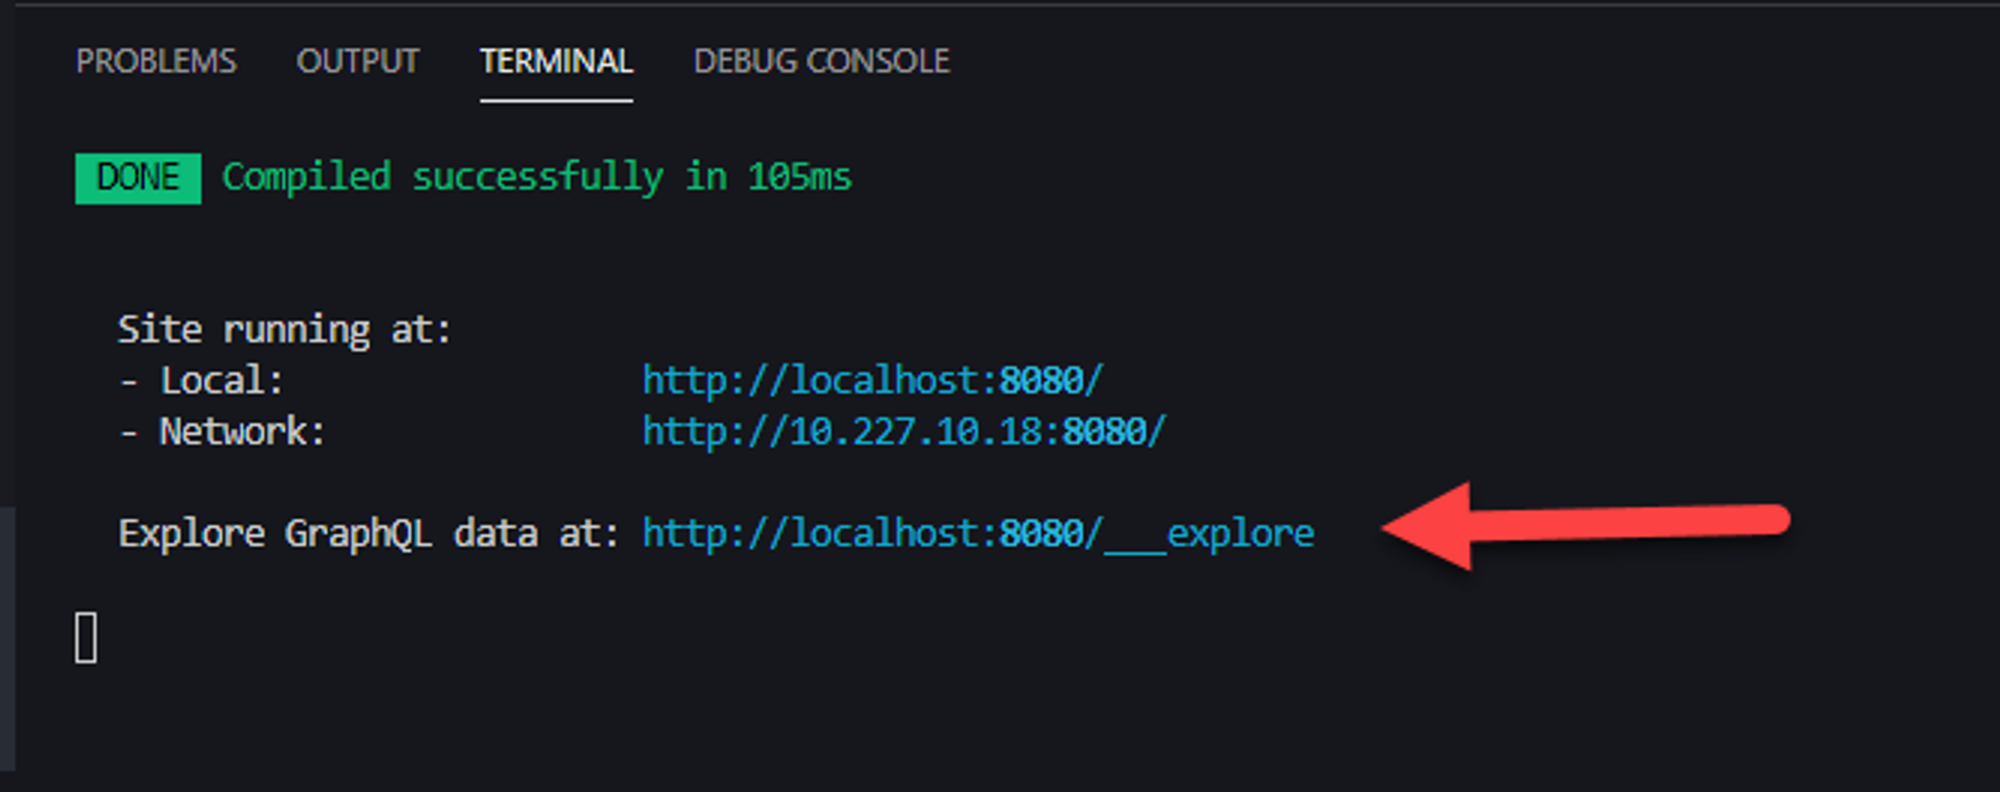 PROBLEMS OUTPUT TERMINAL DEBUG CONSOLE
DONE Compiled successfully in 105ms
Site running at:
- Local: http://localhost:8080/
- Network: http://10.227.10.18:8080/
Explore GraphQL data at: http://localhost:8080/___explore